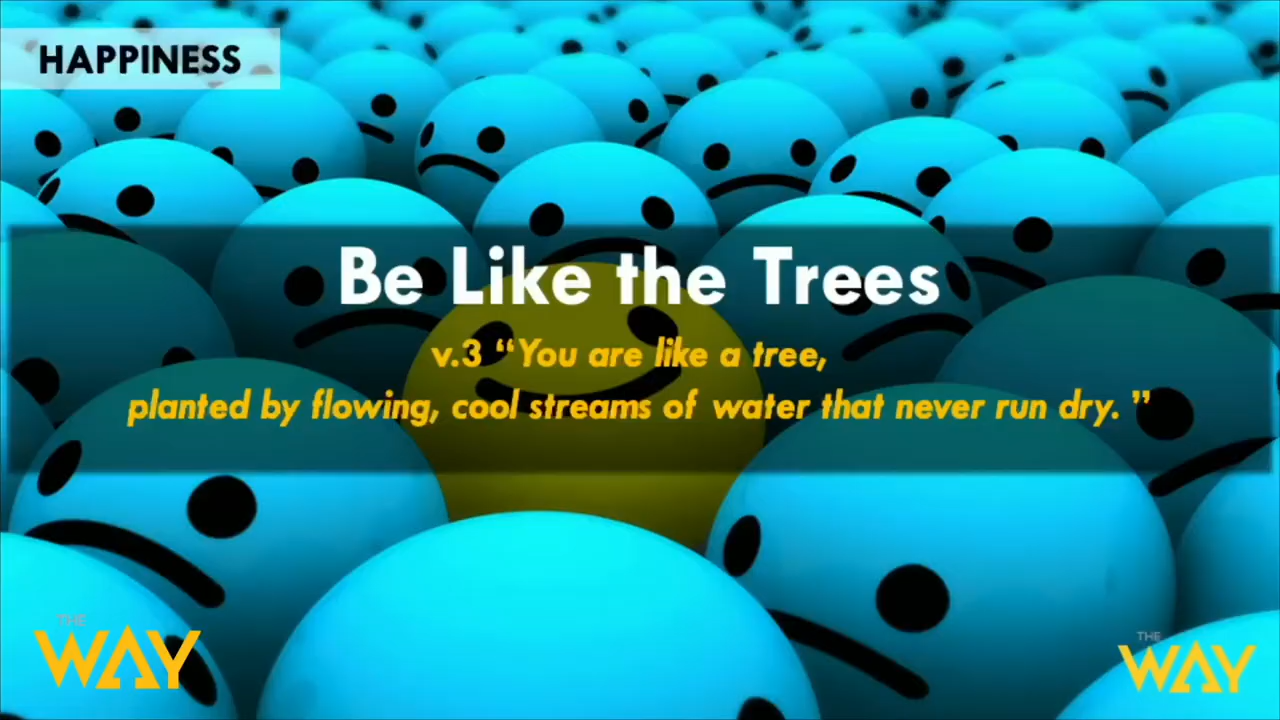 HAPPINESS
Be Like the Trees
v.3 “You are like a tree,
planted by flowing, cool streams of water that never run dry. ”
THE
WAY
THE
WAY